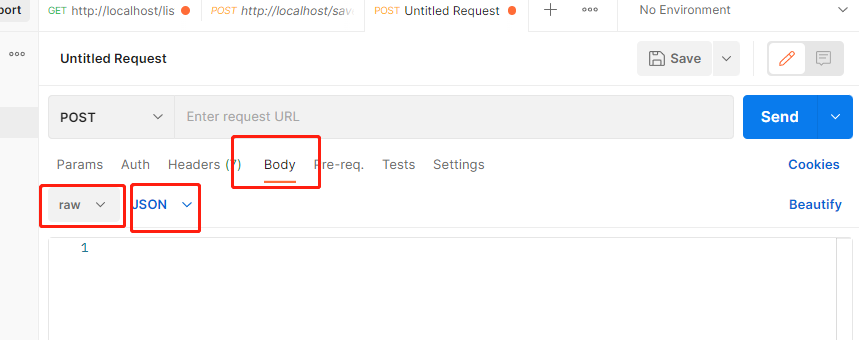 port GET http://localhost/lis POST http://localhost/sav POST Untitled Request No Environment
Untitled Request Save
POST Enter request URL Send
Params Auth Headers (7) Body Pre-req. Tests Settings Cookies
raw JSON Beautify
1